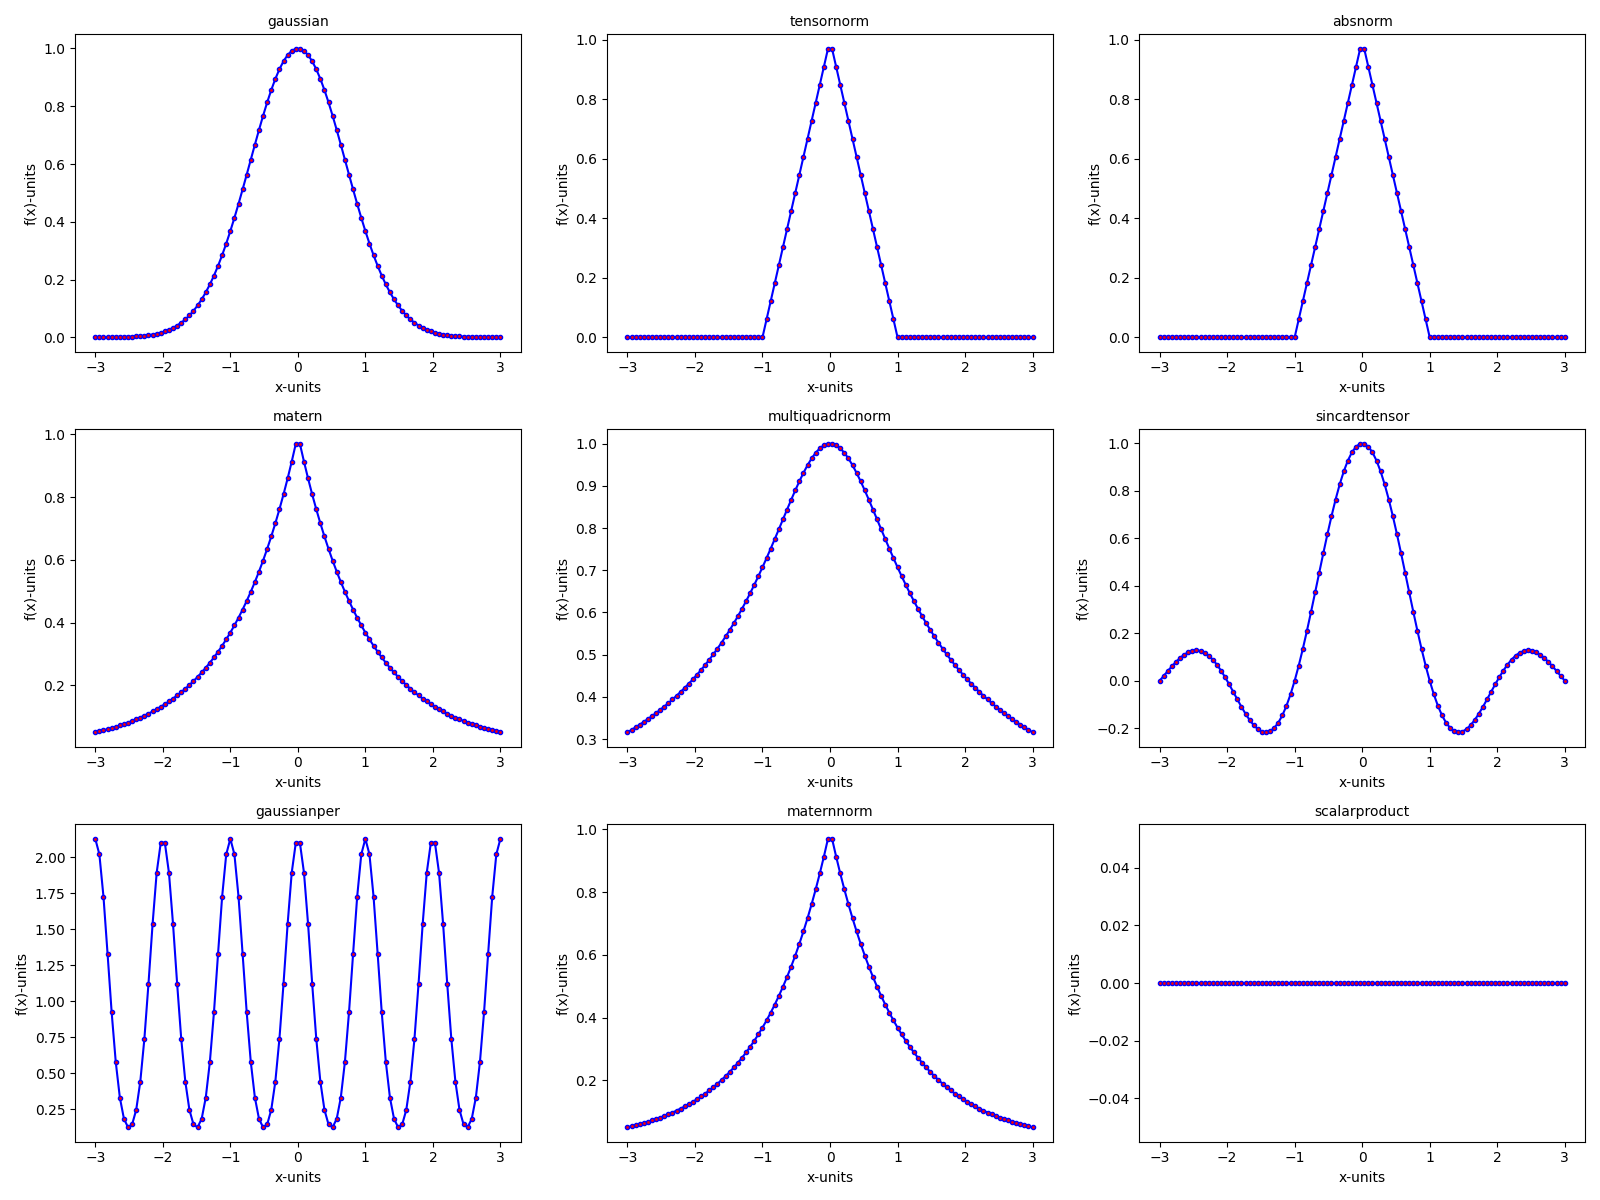 gaussian
1.0
0.8
0.6
0.4
0.2
0.0
f(x)-units
−3 −2 −1 0 1 2 3
x-units
tensornorm
1.0
0.8
0.6
0.4
0.2
0.0
f(x)-units
−3 −2 −1 0 1 2 3
x-units
absnorm
1.0
0.8
0.6
0.4
0.2
0.0
f(x)-units
−3 −2 −1 0 1 2 3
x-units
matern
1.0
0.8
0.6
0.4
0.2
f(x)-units
−3 −2 −1 0 1 2 3
x-units
multiquadricnorm
1.0
0.9
0.8
0.7
0.6
0.5
0.4
0.3
f(x)-units
−3 −2 −1 0 1 2 3
x-units
sincardtensor
1.0
0.8
0.6
0.4
0.2
0.0
−0.2
f(x)-units
−3 −2 −1 0 1 2 3
x-units
gaussianper
2.00
1.75
1.50
1.25
1.00
0.75
0.50
0.25
f(x)-units
−3 −2 −1 0 1 2 3
x-units
maternnorm
1.0
0.8
0.6
0.4
0.2
f(x)-units
−3 −2 −1 0 1 2 3
x-units
scalarproduct
0.04
0.02
0.00
−0.02
−0.04
f(x)-units
−3 −2 −1 0 1 2 3
x-units